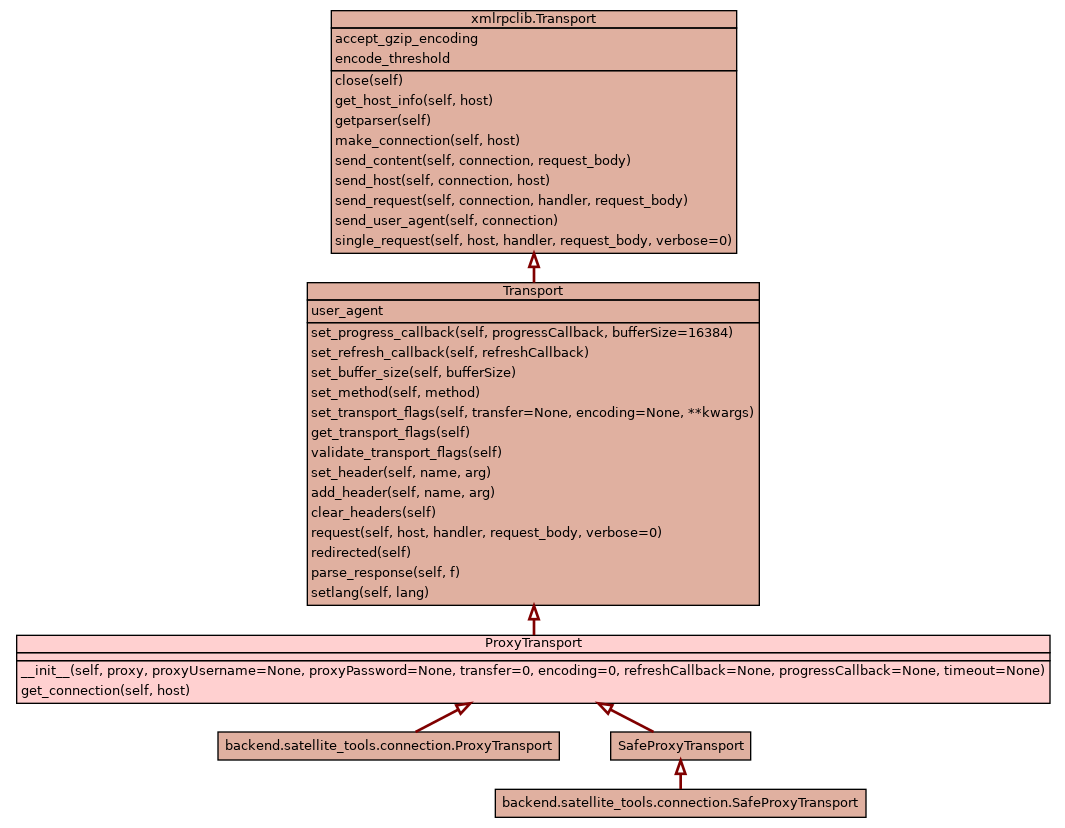 xmlrpclib.Transport
accept_gzip_encoding
encode_threshold
close(self)
get_host_info(self, host)
getparser(self)
make_connection(self, host)
send_content(self, connection, request_body)
send_host(self, connection, host)
send_request(self, connection, handler, request_body)
send_user_agent(self, connection)
single_request(self, host, handler, request_body, verbose=0)
Transport
user_agent
set_progress_callback(self, progressCallback, bufferSize=16384)
set_refresh_callback(self, refreshCallback)
set_buffer_size(self, bufferSize)
set_method(self, method)
set_transport_flags(self, transfer=None, encoding=None, **kwargs)
get_transport_flags(self)
validate_transport_flags(self)
set_header(self, name, arg)
add_header(self, name, arg)
clear_headers(self)
request(self, host, handler, request_body, verbose=0)
redirected(self)
parse_response(self, f)
setlang(self, lang)
ProxyTransport
__init__(self, proxy, proxyUsername=None, proxyPassword=None, transfer=0, encoding=0, refreshCallback=None, progressCallback=None, timeout=None)
get_connection(self, host)
backend.satellite_tools.connection.ProxyTransport
SafeProxyTransport
backend.satellite_tools.connection.SafeProxyTransport